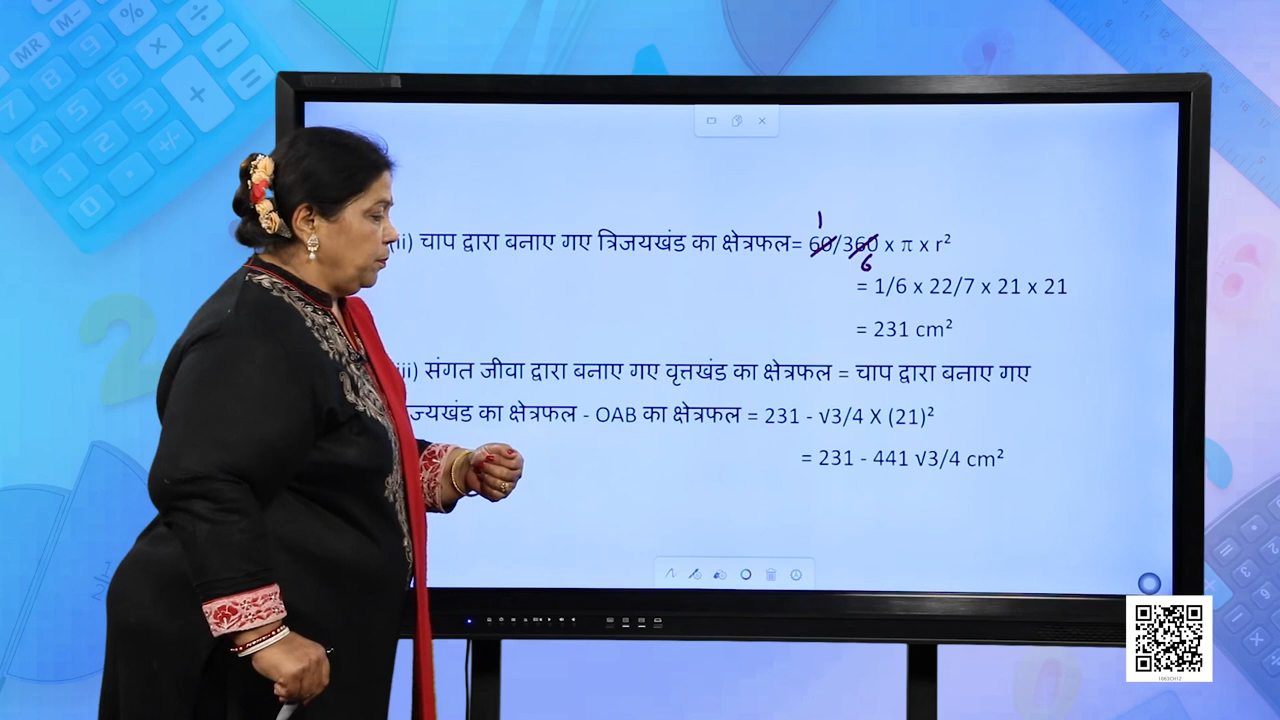 ii) चाप द्वारा बनाए गए त्रिजयखंड का क्षेत्रफल= 60/360 x π x r²
1
6
= 1/6 x 22/7 x 21 x 21
= 231 cm²
iii) संगत जीवा द्वारा बनाए गए वृत्तखंड का क्षेत्रफल = चाप द्वारा बनाए गए
ज्यखंड का क्षेत्रफल - OAB का क्षेत्रफल = 231 - √3/4 X (21)²
= 231 - 441 √3/4 cm²